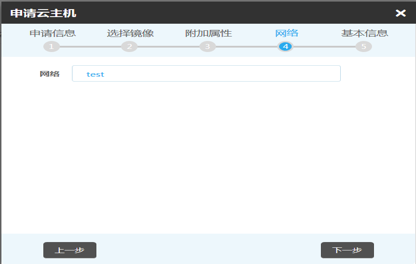 申请云主机
申请信息 选择镜像 附加属性 网络 基本信息
1 2 3 4 5
网络 test
上一步 下一步